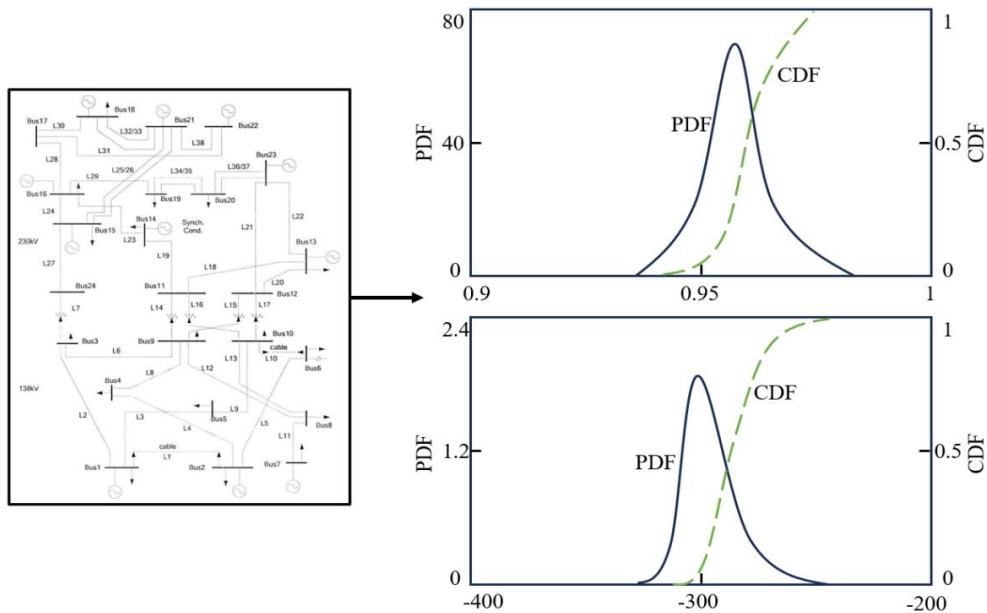 Bus18
Bus17
L30
L32/33
Bus21
Bus22
L31
L38
L28
Bus23
L25/26
L29
L34/35
L36/37
Bus16
Bus19
Bus20
L24
Bus14
Synch.
Cond.
L21
L22
Bus15
230kV
L23
Bus13
L19
L27
L18
L20
Bus24
Bus11
Bus12
L7
L14
L16
L15
L17
Bus3
Bus9
Bus10
cable
L6
L13
L10
Bus6
L8
L12
138kV
Bus4
L2
L3
L9
Bus5
L4
L5
Bus8
L11
cable
Bus1
L1
Bus2
Bus7
80
1
CDF
PDF
PDF
40
0.5
CDF
0
0
0.9
0.95
1
2.4
1
CDF
PDF
1.2
PDF
0.5
CDF
0
0
-400
-300
-200